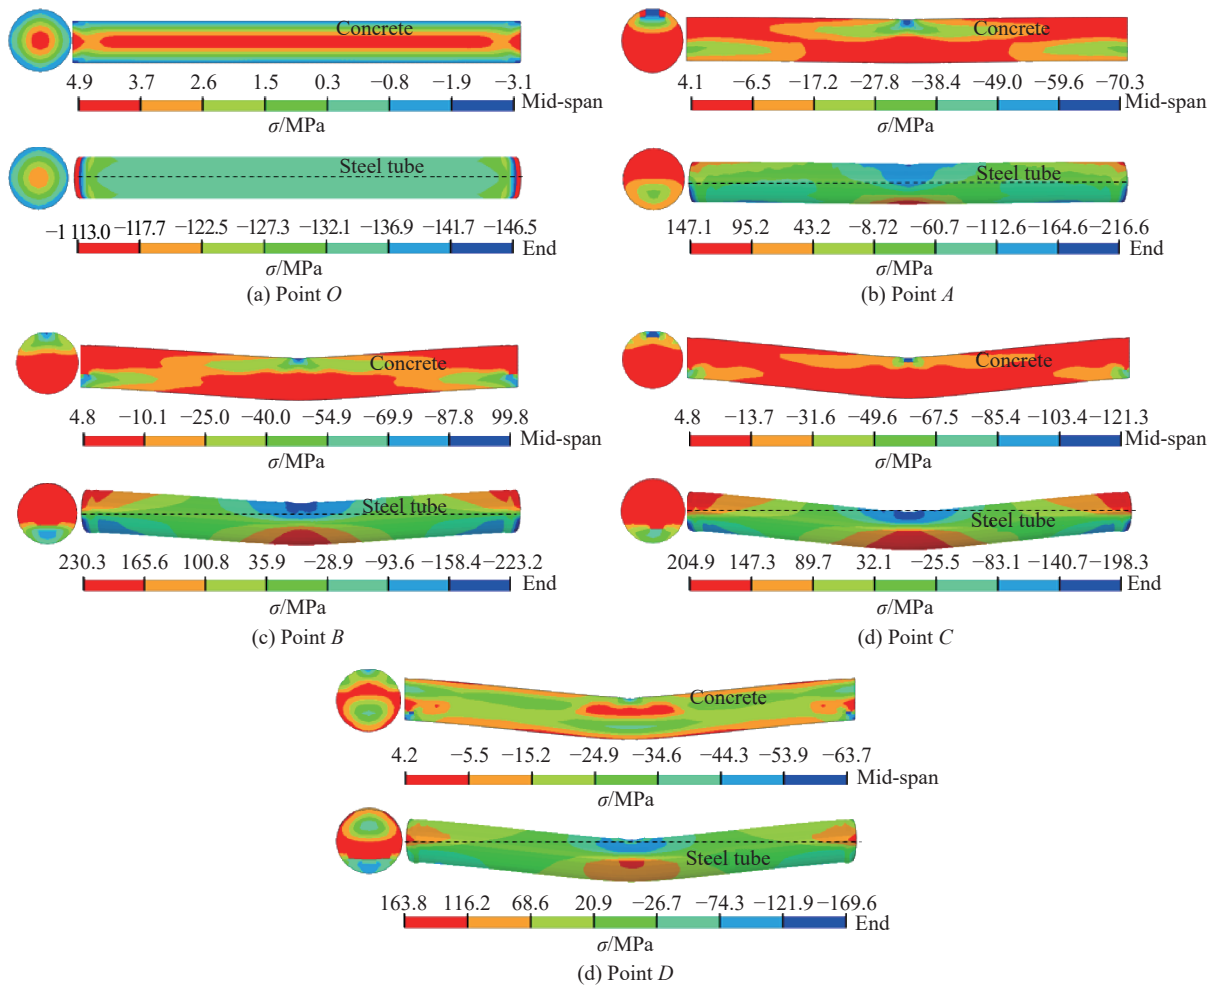 Concrete
4.9 3.7 2.6 1.5 0.3 −0.8 −1.9 −3.1
Mid-span
σ/MPa
Steel tube
−1 113.0 −117.7 −122.5 −127.3 −132.1 −136.9 −141.7 −146.5
End
σ/MPa
(a) Point O
Concrete
4.1 −6.5 −17.2 −27.8 −38.4 −49.0 −59.6 −70.3
Mid-span
σ/MPa
Steel tube
147.1 95.2 43.2 −8.72 −60.7 −112.6 −164.6 −216.6
End
σ/MPa
(b) Point A
Concrete
4.8 −10.1 −25.0 −40.0 −54.9 −69.9 −87.8 99.8
Mid-span
σ/MPa
Steel tube
230.3 165.6 100.8 35.9 −28.9 −93.6 −158.4 −223.2
End
σ/MPa
(c) Point B
Concrete
4.8 −13.7 −31.6 −49.6 −67.5 −85.4 −103.4 −121.3
Mid-span
σ/MPa
Steel tube
204.9 147.3 89.7 32.1 −25.5 −83.1 −140.7 −198.3
End
σ/MPa
(d) Point C
Concrete
4.2 −5.5 −15.2 −24.9 −34.6 −44.3 −53.9 −63.7
Mid-span
σ/MPa
Steel tube
163.8 116.2 68.6 20.9 −26.7 −74.3 −121.9 −169.6
End
σ/MPa
(d) Point D